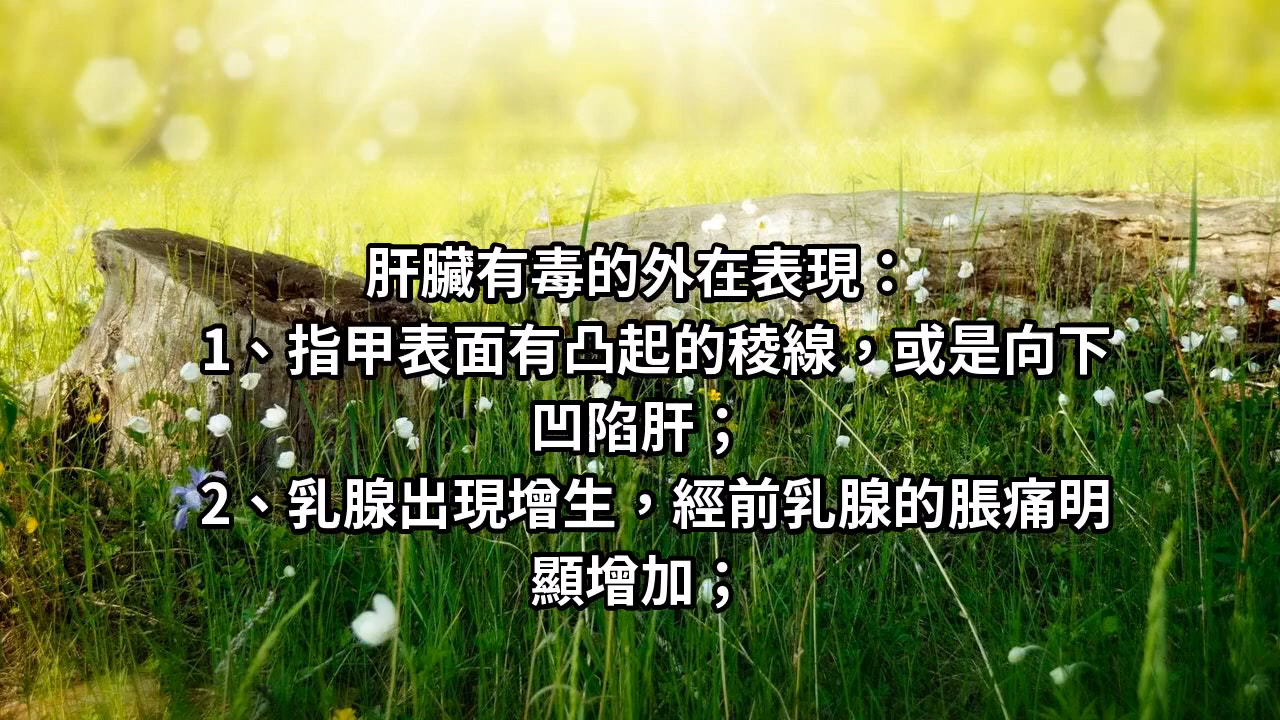 肝臟有毒的外在表現：
1、指甲表面有凸起的稜線，或是向下
凹陷肝；
2、乳腺出現增生，經前乳腺的脹痛明
顯增加；